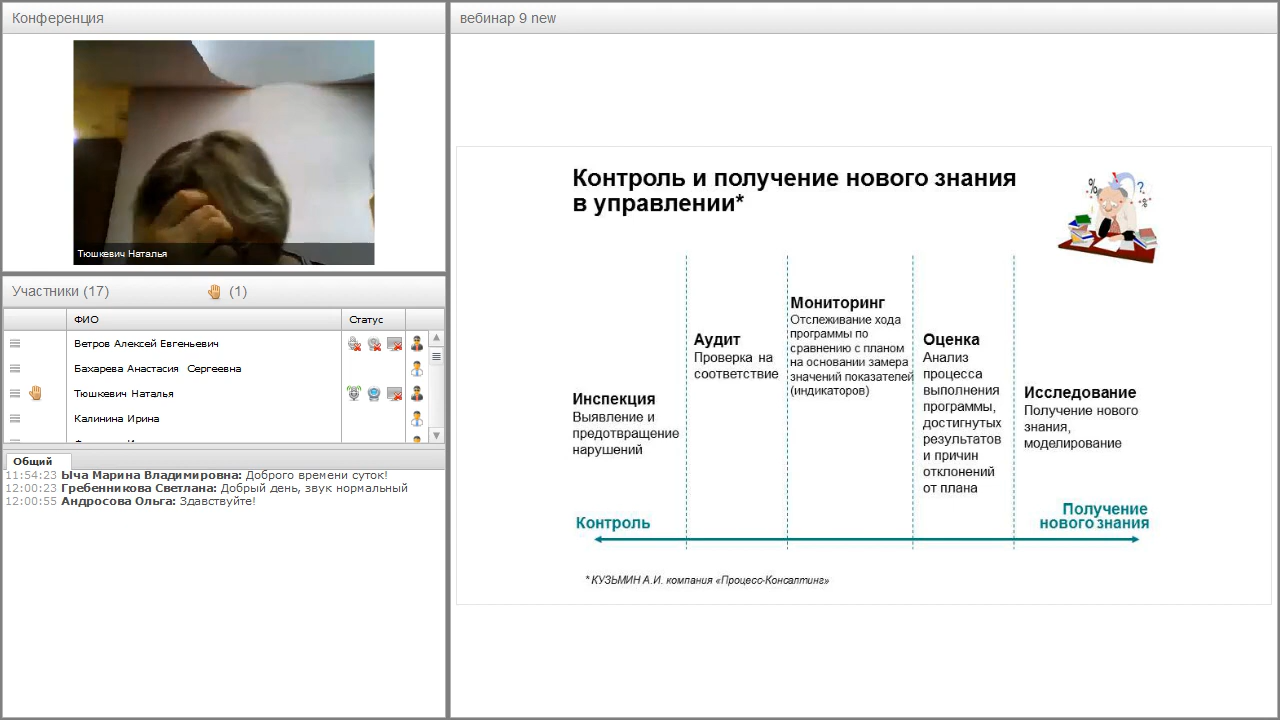 Конференция
Тюшкевич Наталья
Участники (17) (1)
ФИО Статус
Ветров Алексей Евгеньевич
Бахарева Анастасия Сергеевна
Тюшкевич Наталья
Калинина Ирина
Общий
11:54:23 Ыча Марина Владимировна: Доброго времени суток!
12:00:23 Гребенникова Светлана: Добрый день, звук нормальный
12:00:55 Андросова Ольга: Здавствуйте!
вебинар 9 new
Контроль и получение нового знания
в управлении*
% ?
%
Инспекция
Выявление и
предотвращение
нарушений
Аудит
Проверка на
соответствие
Мониторинг
Отслеживание хода
программы по
сравнению с планом
на основании замера
значений показателей
(индикаторов)
Оценка
Анализ
процесса
выполнения
программы,
достигнутых
результатов
и причин
отклонений
от плана
Исследование
Получение нового
знания,
моделирование
Контроль
Получение
нового знания
* КУЗЬМИН А.И. компания «Процесс-Консалтинг»